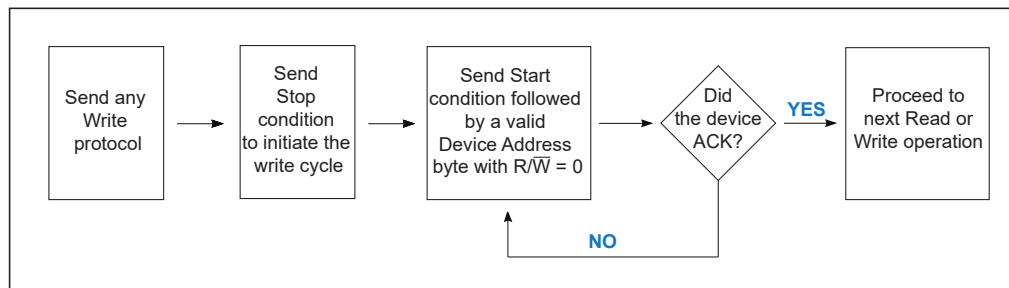 Send any
Write
protocol
Send
Stop
condition
to initiate the
write cycle
Send Start
condition followed
by a valid
Device Address
byte with R/W̅ = 0
Did
the device
ACK?
YES
NO
Proceed to
next Read or
Write operation